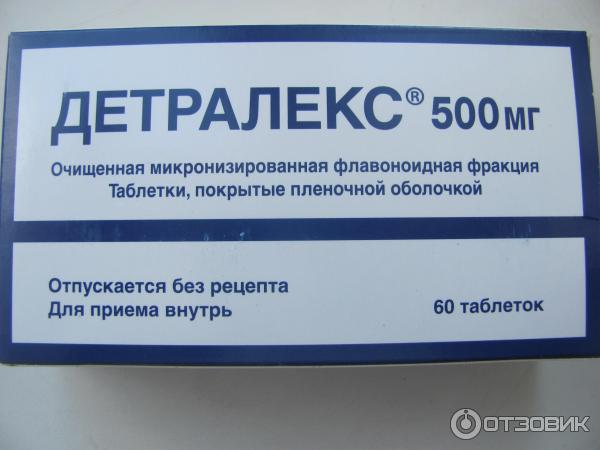 ДЕТРАЛЕКС® 500 мг
Очищенная микронизированная флавоноидная фракция
Таблетки, покрытые пленочной оболочкой
Отпускается без рецепта
Для приема внутрь
60 таблеток
ОТЗОВИК